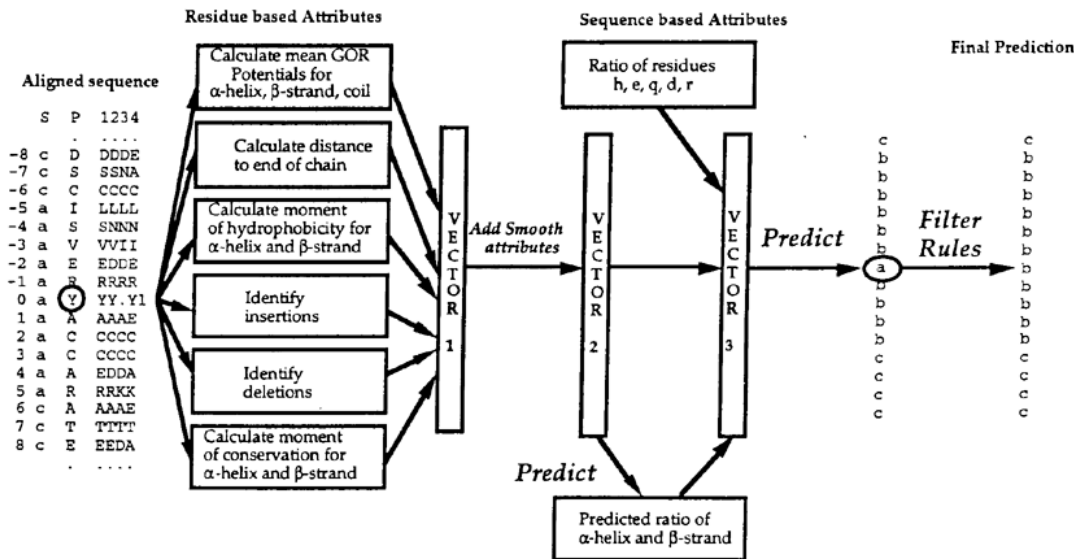 Residue based Attributes
Sequence based Attributes
Final Prediction
Aligned sequence
S P 1234
. ....
-8 c D DDDE
-7 c S SSNA
-6 c C CCCC
-5 a I LLLL
-4 a S SNNN
-3 a V VVII
-2 a E EDDE
-1 a R RRRR
0 a Y YY.Y1
1 a A AAAE
2 a C CCCC
3 a C CCCC
4 a A EDDA
5 a R RRKK
6 c A AAAE
7 c T TTTT
8 c E EEDA
. ....
Calculate mean GOR
Potentials for
α-helix, β-strand, coil
Calculate distance
to end of chain
Calculate moment
of hydrophobicity for
α-helix and β-strand
Identify
insertions
Identify
deletions
Calculate moment
of conservation for
α-helix and β-strand
VECTOR
1
Add Smooth
attributes
VECTOR
2
Predict
Predicted ratio of
α-helix and β-strand
Ratio of residues
h, e, q, d, r
VECTOR
3
Predict
c
b
b
b
b
b
b
a
b
b
b
b
c
c
c
c
Filter
Rules
c
b
b
b
b
b
b
b
b
b
b
b
c
c
c
c